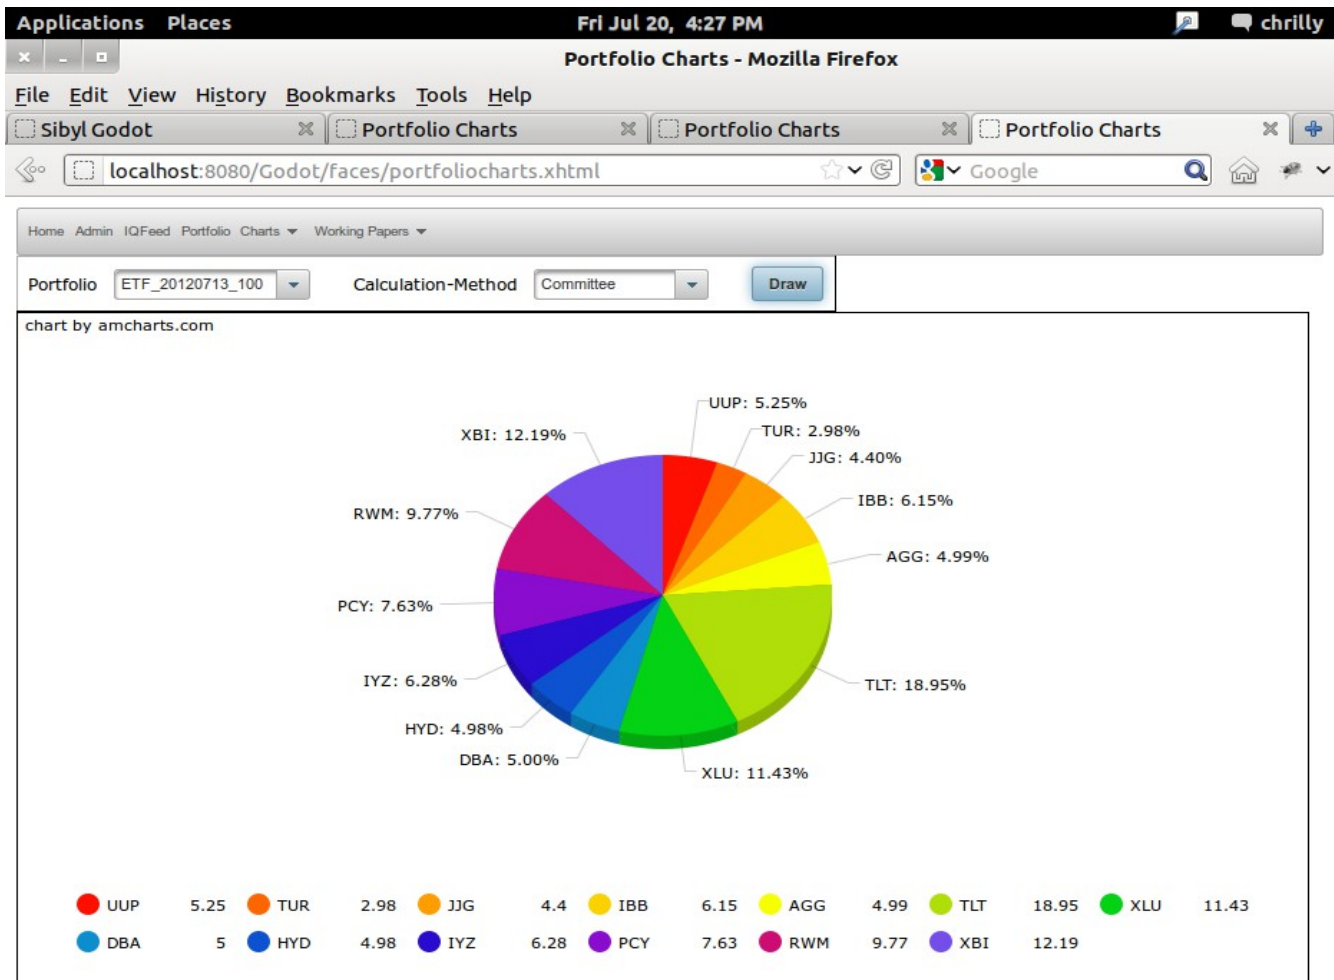 Applications Places Fri Jul 20, 4:27 PM chrilly
Portfolio Charts - Mozilla Firefox
File Edit View History Bookmarks Tools Help
Sibyl Godot Portfolio Charts Portfolio Charts Portfolio Charts
localhost:8080/Godot/faces/portfoliocharts.xhtml Google
Home Admin IQFeed Portfolio Charts Working Papers
Portfolio ETF_20120713_100 Calculation-Method Committee Draw
chart by amcharts.com
UUP: 5.25%
TUR: 2.98%
XBI: 12.19%
JJG: 4.40%
IBB: 6.15%
RWM: 9.77%
AGG: 4.99%
PCY: 7.63%
IYZ: 6.28%
TLT: 18.95%
HYD: 4.98%
DBA: 5.00%
XLU: 11.43%
UUP 5.25 TUR 2.98 JJG 4.4 IBB 6.15 AGG 4.99 TLT 18.95 XLU 11.43
DBA 5 HYD 4.98 IYZ 6.28 PCY 7.63 RWM 9.77 XBI 12.19